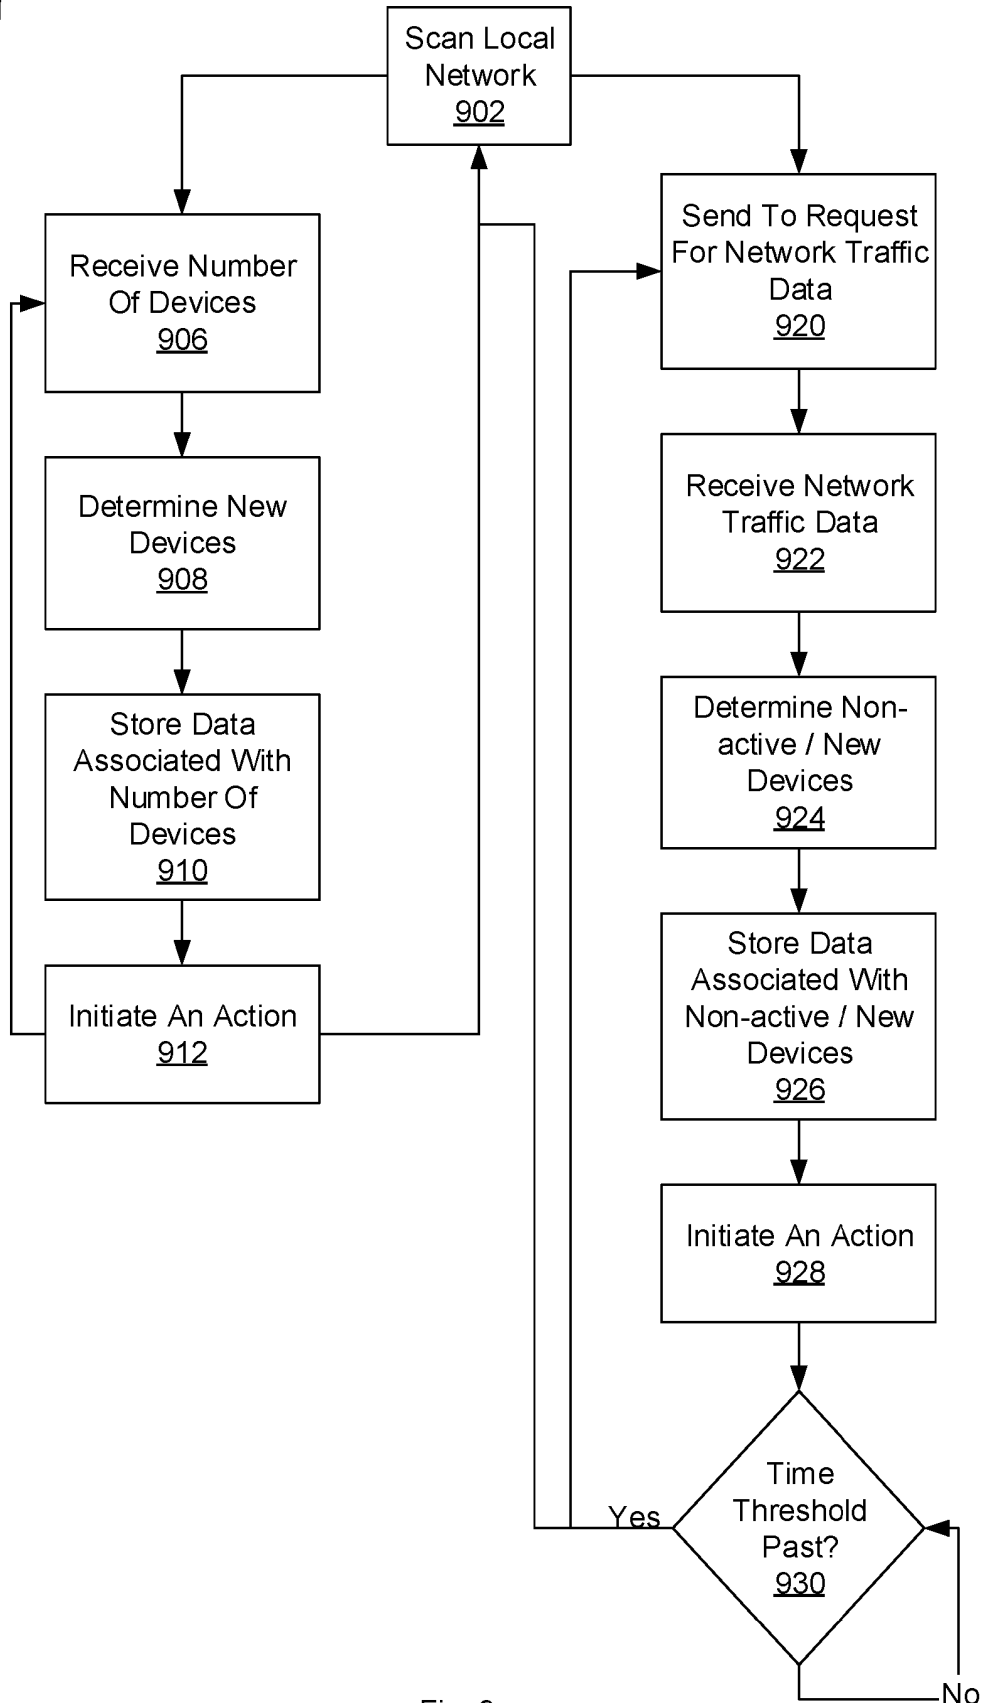 Scan Local
Network
902
Receive Number
Of Devices
906
Determine New
Devices
908
Store Data
Associated With
Number Of
Devices
910
Initiate An Action
912
Send To Request
For Network Traffic
Data
920
Receive Network
Traffic Data
922
Determine Non-
active / New
Devices
924
Store Data
Associated With
Non-active / New
Devices
926
Initiate An Action
928
Time
Threshold
Past?
930
Yes
No